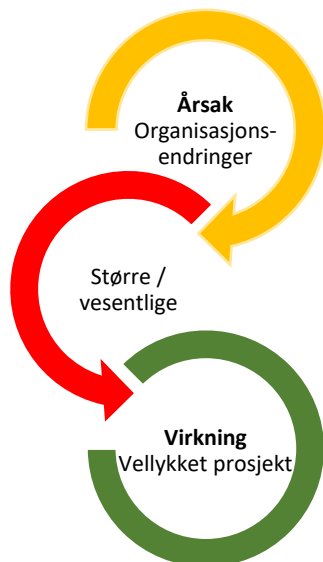 Årsak
Organisasjons-
endringer
Større /
vesentlige
Virkning
Vellykket prosjekt